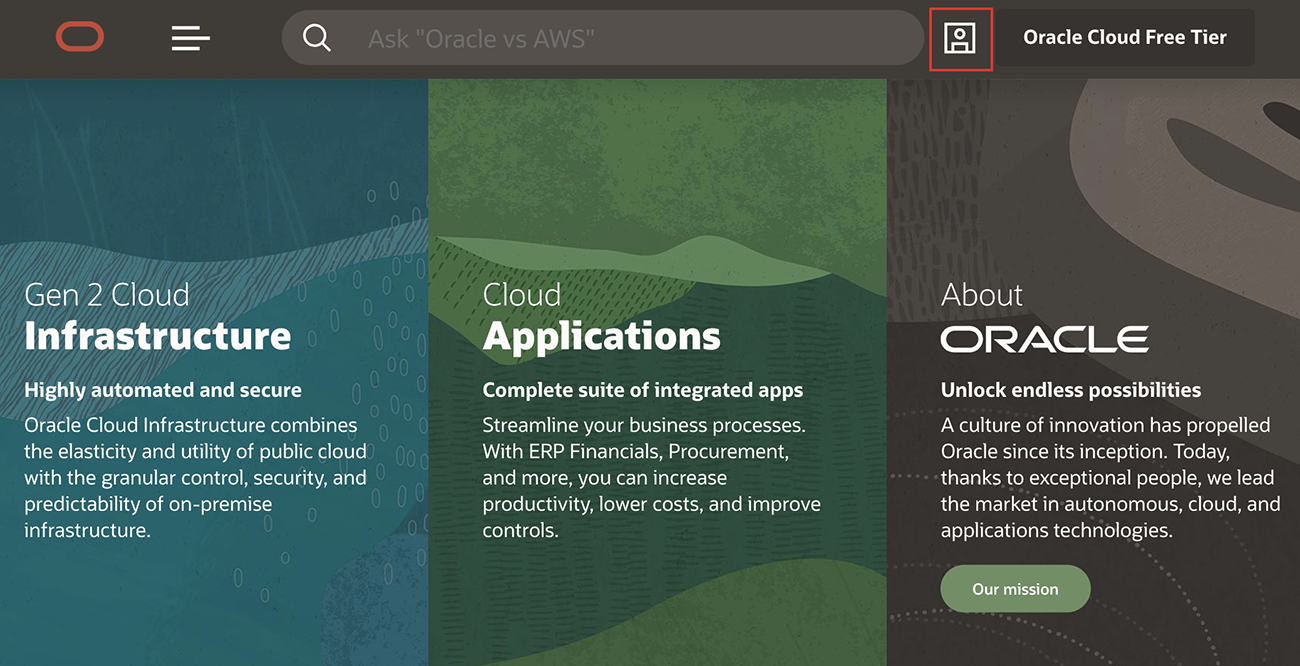 Ask "Oracle vs AWS"
Oracle Cloud Free Tier
Gen 2 Cloud
Infrastructure
Highly automated and secure
Oracle Cloud Infrastructure combines
the elasticity and utility of public cloud
with the granular control, security, and
predictability of on-premise
infrastructure.
Cloud
Applications
Complete suite of integrated apps
Streamline your business processes.
With ERP Financials, Procurement,
and more, you can increase
productivity, lower costs, and improve
controls.
About
ORACLE
Unlock endless possibilities
A culture of innovation has propelled
Oracle since its inception. Today,
thanks to exceptional people, we lead
the market in autonomous, cloud, and
applications technologies.
Our mission